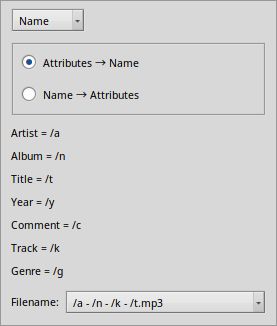 Name
Attributes → Name
Name → Attributes
Artist = /a
Album = /n
Title = /t
Year = /y
Comment = /c
Track = /k
Genre = /g
Filename: /a - /n - /k - /t.mp3